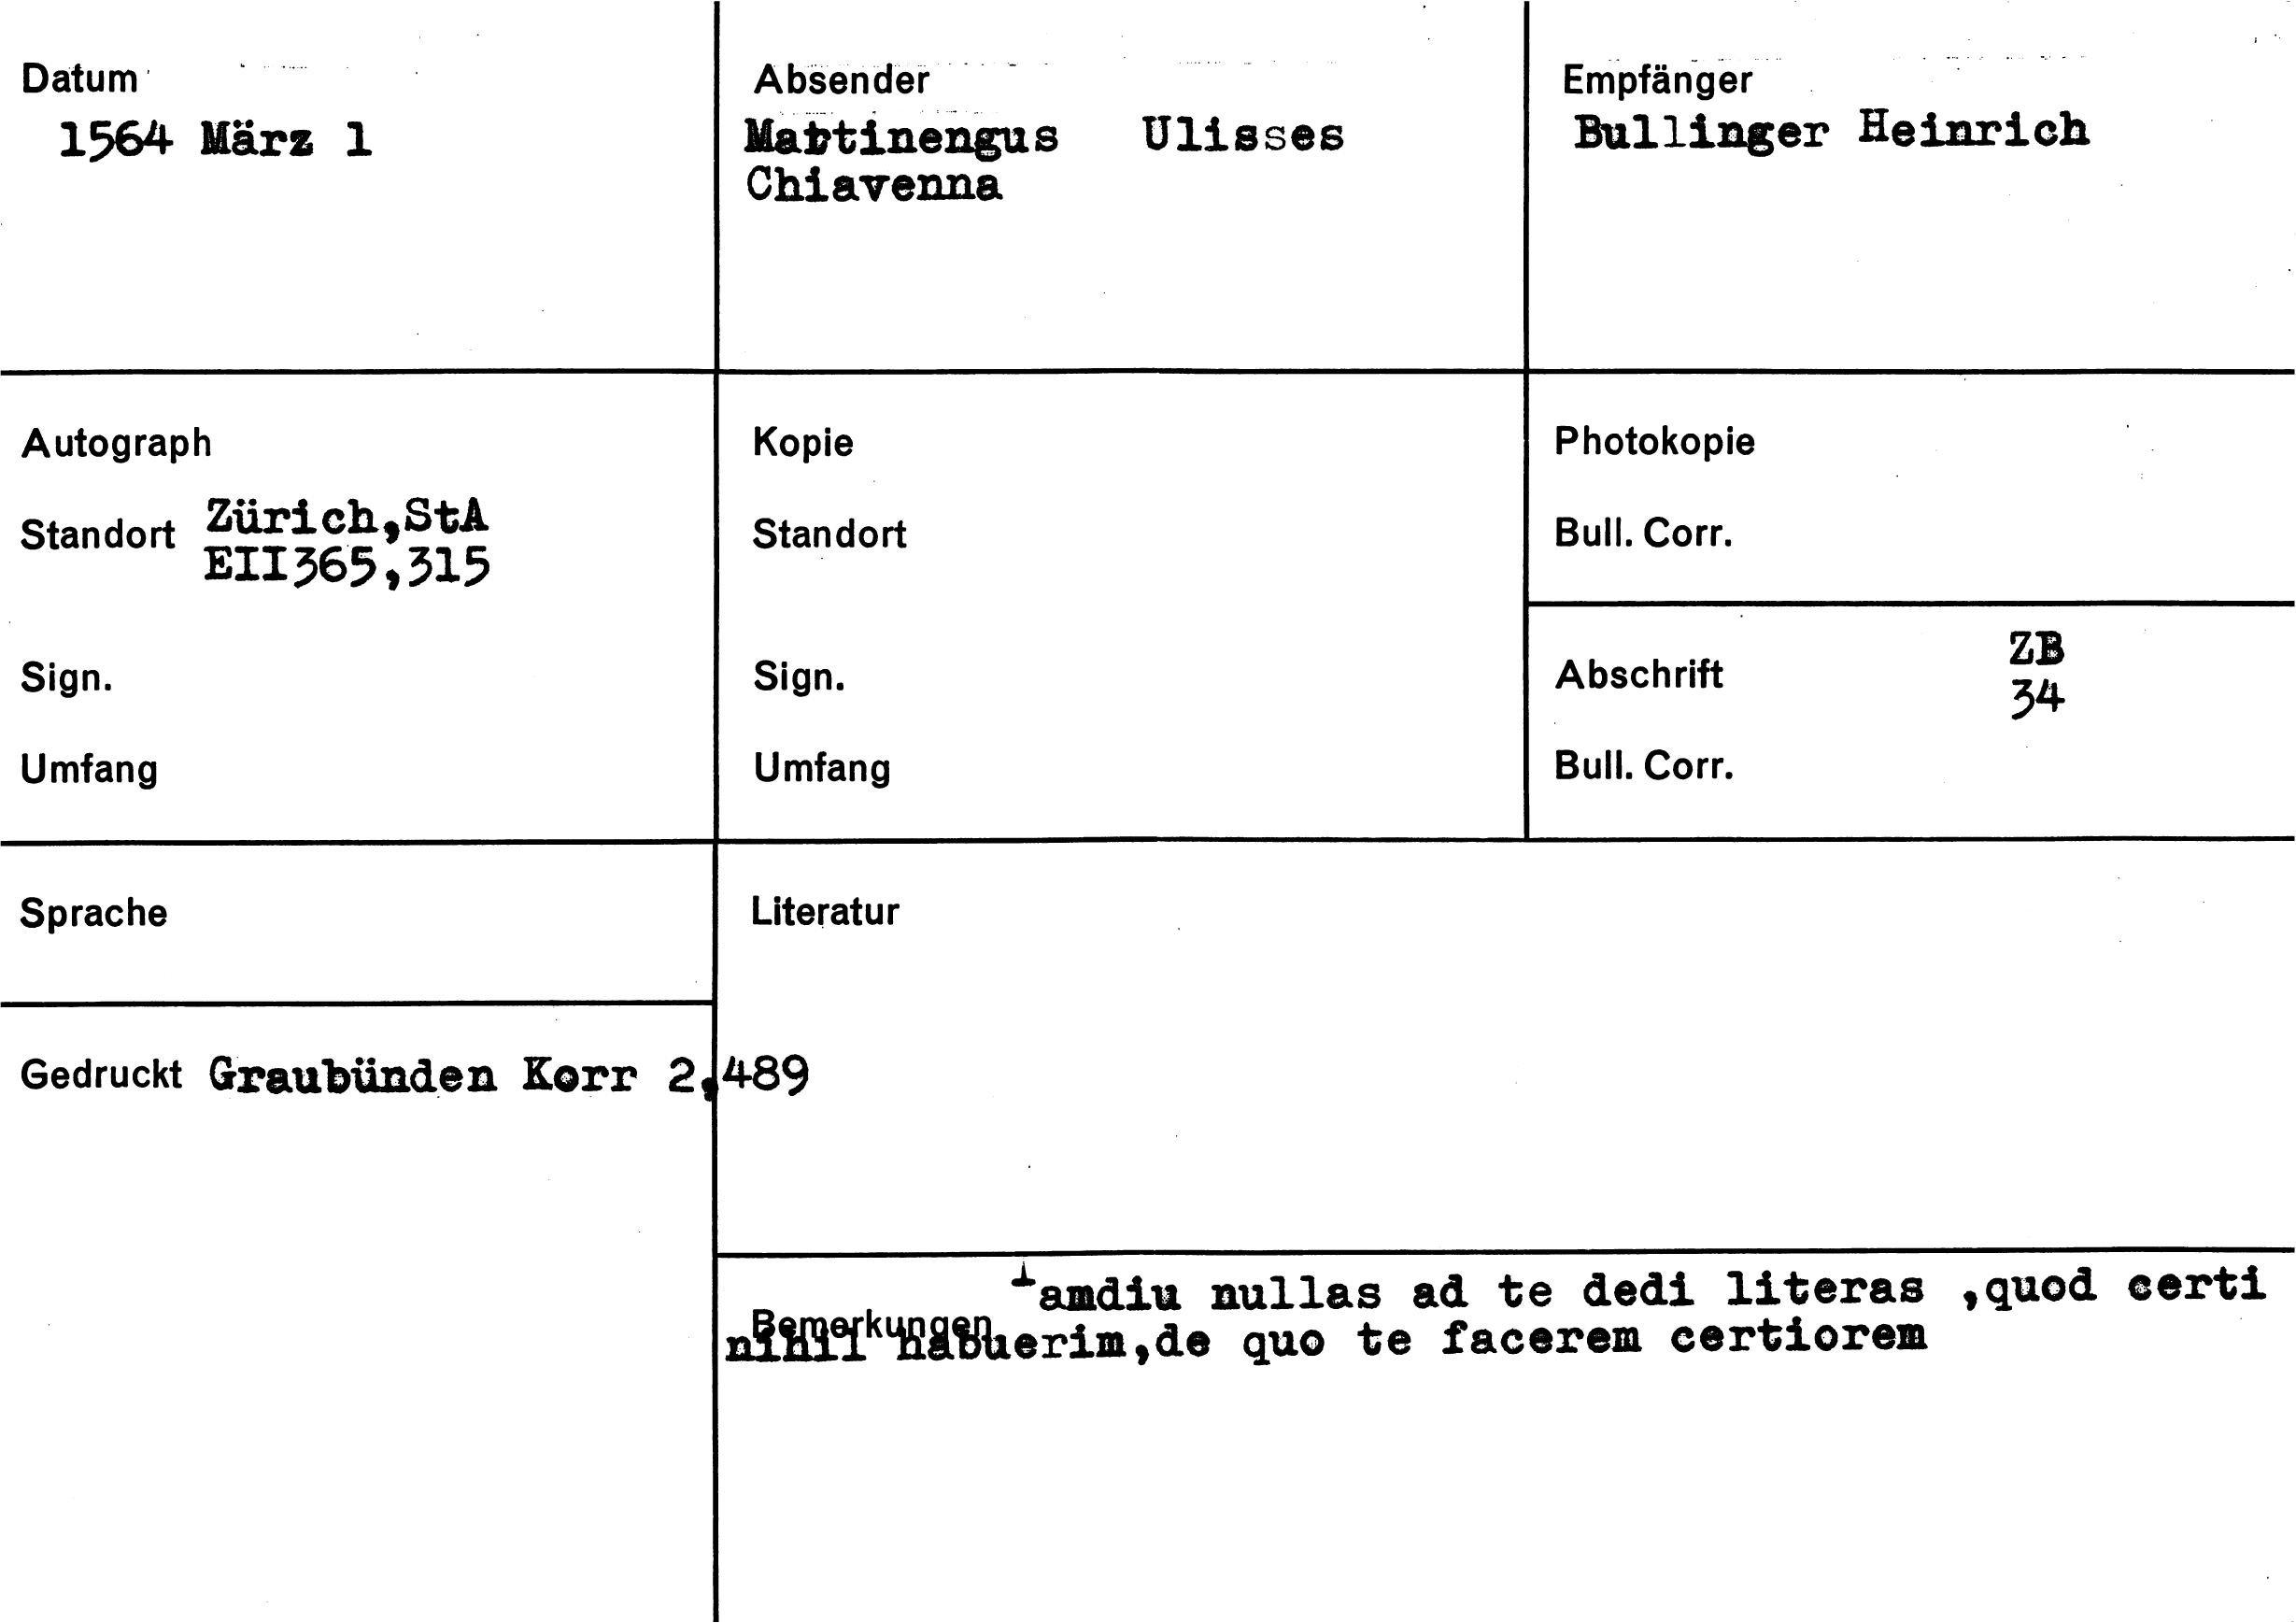 Datum
1564 März 1
Absender
Martinengus Ulisses
Chiavenna
Empfänger
Bullinger Heinrich
Autograph
Standort Zürich,StA
EII365,315
Sign.
Umfang
Kopie
Standort
Sign.
Umfang
Photokopie
Bull. Corr.
Abschrift ZB
34
Bull. Corr.
Sprache
Literatur
Gedruckt Graubünden Korr 2,489
Bemerkungen
Tamdiu nullas ad te dedi literas ,quod certi
nihil habuerim,de quo te facerem certiorem